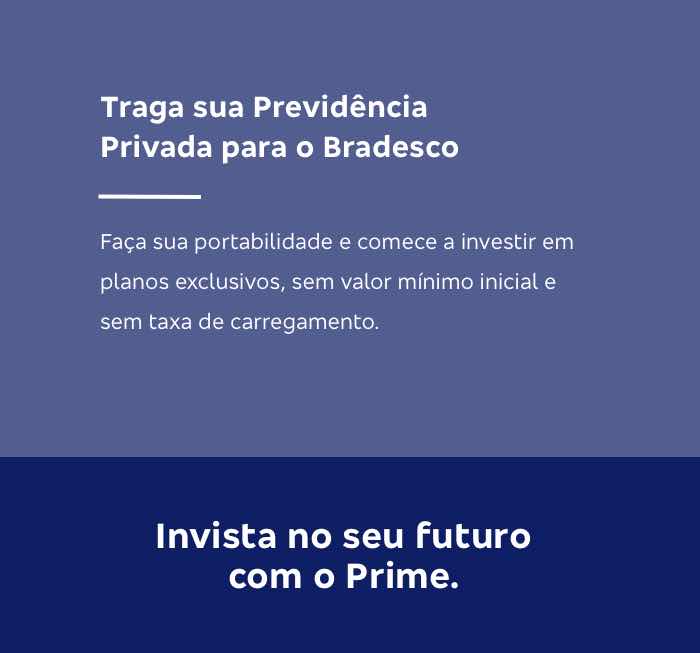 Traga sua Previdência
Privada para o Bradesco
Faça sua portabilidade e comece a investir em
planos exclusivos, sem valor mínimo inicial e
sem taxa de carregamento.
Invista no seu futuro
com o Prime.